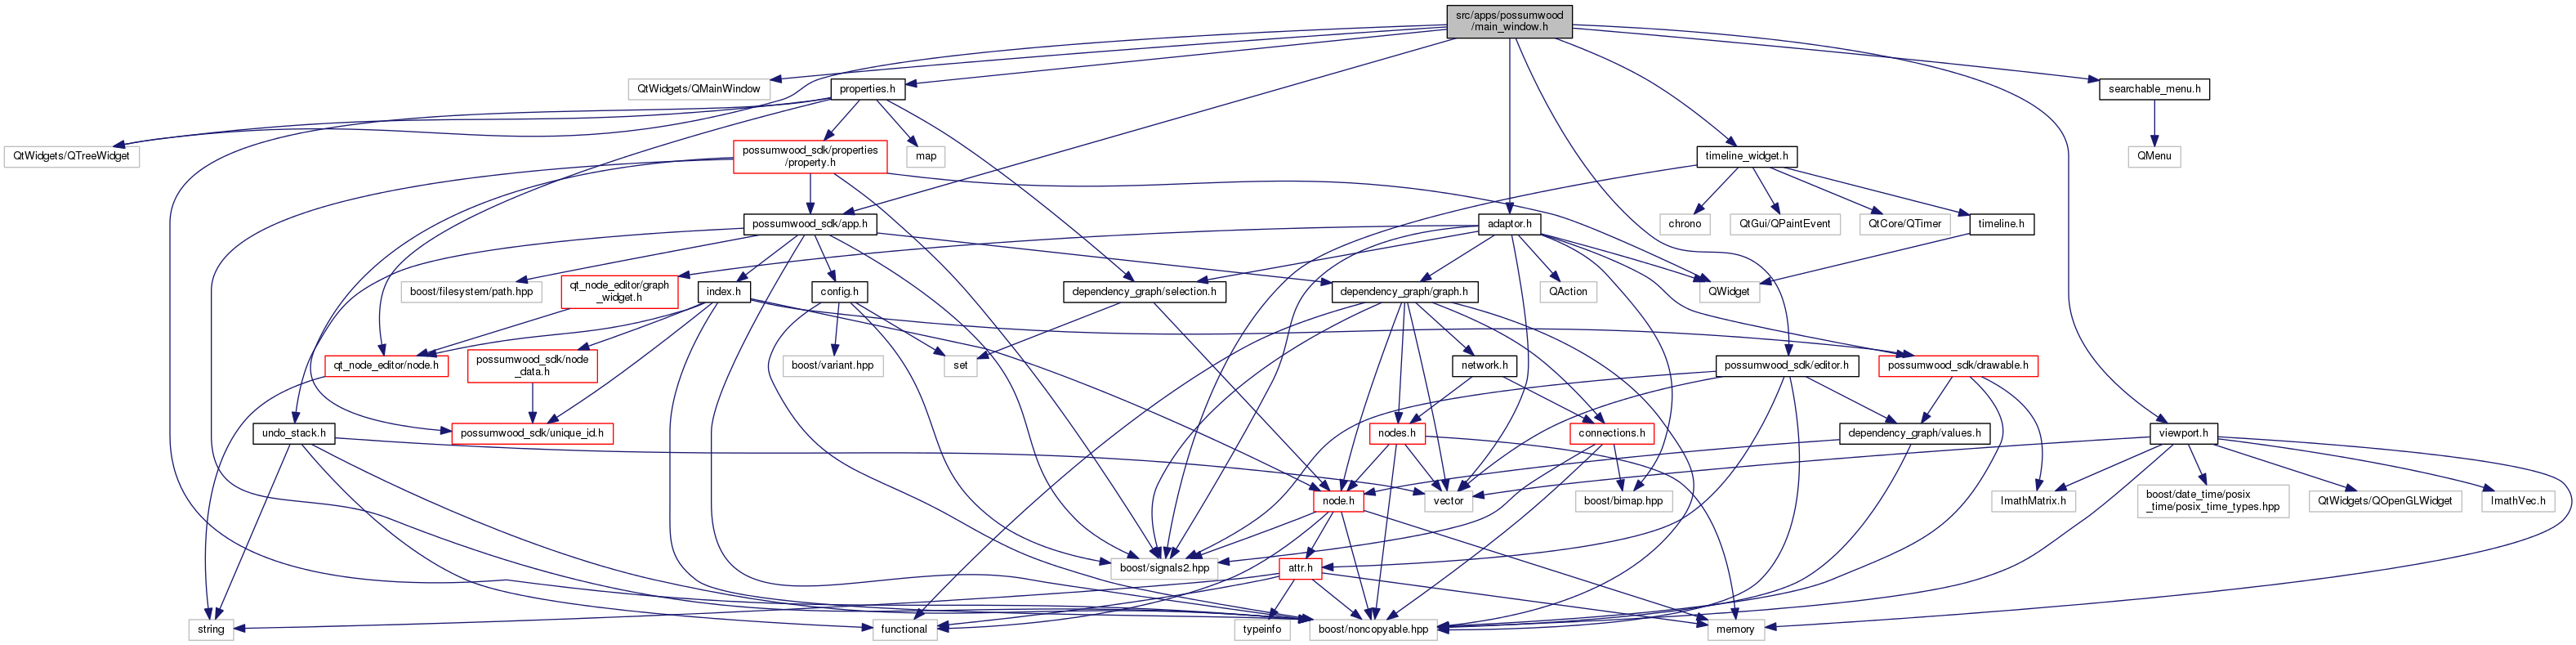 src/apps/possumwood
/main_window.h
QtWidgets/QMainWindow
properties.h
searchable_menu.h
QtWidgets/QTreeWidget
possumwood_sdk/properties
/property.h
map
timeline_widget.h
QMenu
possumwood_sdk/app.h
adaptor.h
chrono
QtGui/QPaintEvent
QtCore/QTimer
timeline.h
boost/filesystem/path.hpp
qt_node_editor/graph
_widget.h
index.h
config.h
dependency_graph/selection.h
dependency_graph/graph.h
QAction
QWidget
qt_node_editor/node.h
possumwood_sdk/node
_data.h
boost/variant.hpp
set
network.h
possumwood_sdk/editor.h
possumwood_sdk/drawable.h
undo_stack.h
possumwood_sdk/unique_id.h
nodes.h
connections.h
dependency_graph/values.h
viewport.h
node.h
vector
boost/bimap.hpp
ImathMatrix.h
boost/date_time/posix
_time/posix_time_types.hpp
QtWidgets/QOpenGLWidget
ImathVec.h
boost/signals2.hpp
attr.h
string
functional
typeinfo
boost/noncopyable.hpp
memory